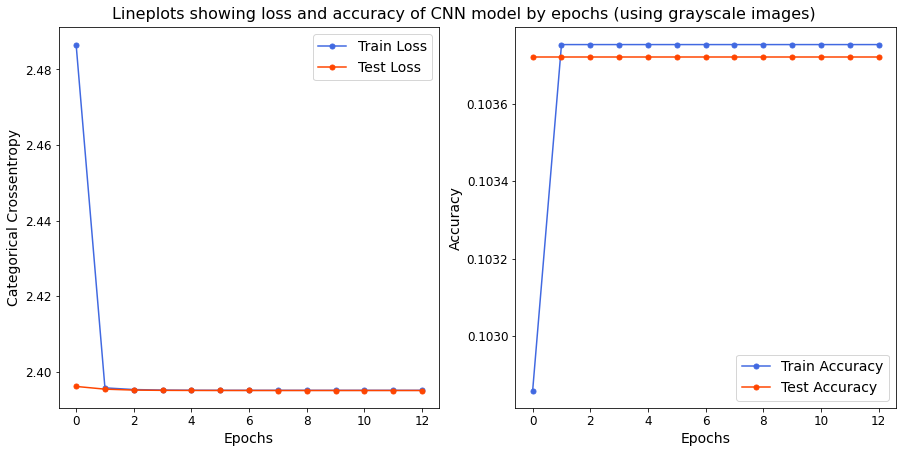 Lineplots showing loss and accuracy of CNN model by epochs (using grayscale images)
Categorical Crossentropy
2.48
2.46
2.44
2.42
2.40
Train Loss
Test Loss
0 2 4 6 8 10 12
Epochs
Accuracy
0.1036
0.1034
0.1032
0.1030
Train Accuracy
Test Accuracy
0 2 4 6 8 10 12
Epochs